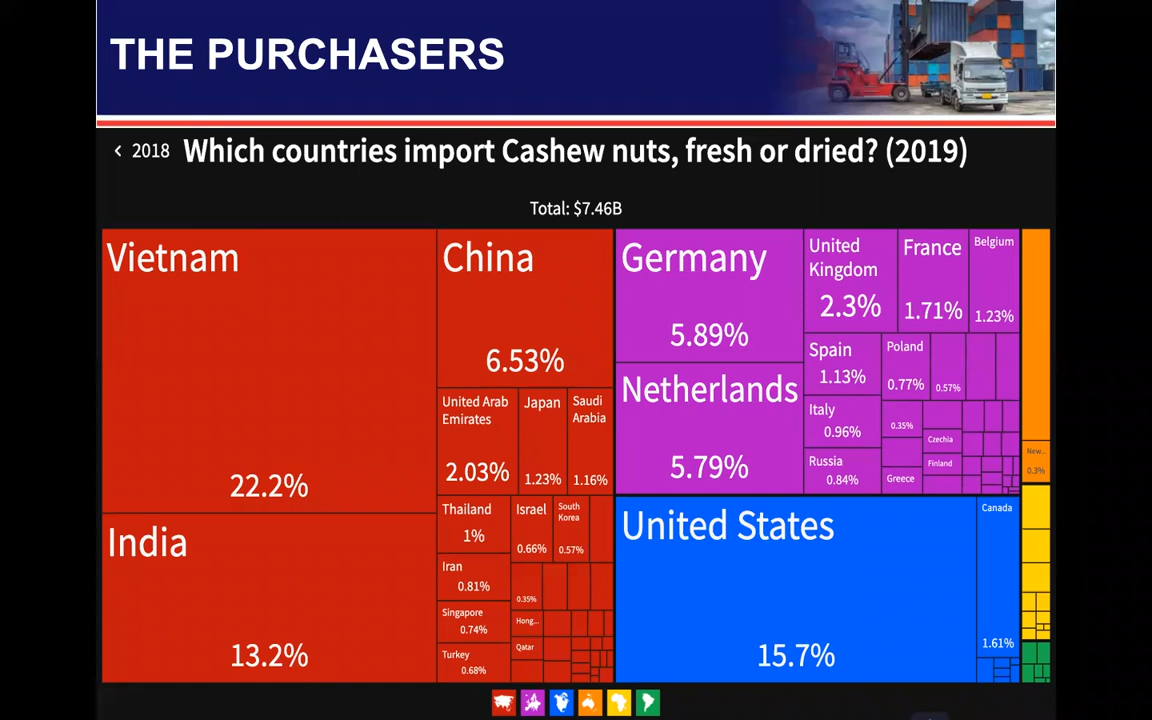 THE PURCHASERS
< 2018 Which countries import Cashew nuts, fresh or dried? (2019)
Total: $7.46B
Vietnam
22.2%
India
13.2%
China
6.53%
United Arab
Emirates
2.03%
Japan
1.23%
Saudi
Arabia
1.16%
Thailand
1%
Israel
0.66%
South
Korea
0.57%
Iran
0.81%
0.35%
Singapore
0.74%
Hong...
Turkey
0.68%
Qatar
Germany
5.89%
Netherlands
5.79%
United
Kingdom
2.3%
France
1.71%
Belgium
1.23%
Spain
1.13%
Poland
0.77%
0.57%
Italy
0.96%
0.35%
Czechia
Russia
0.84%
Finland
Greece
United States
15.7%
Canada
1.61%
New...
0.3%